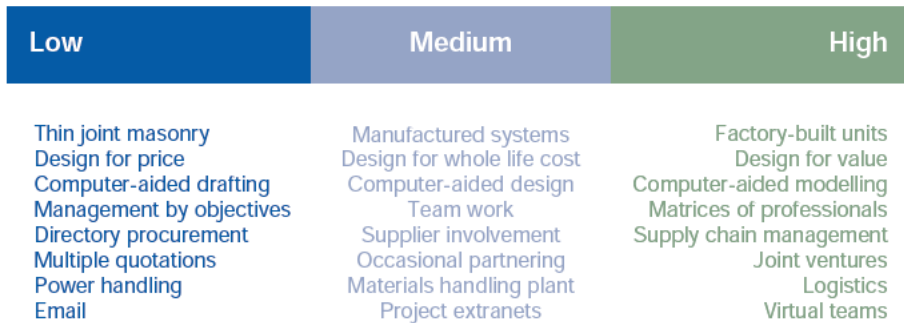 Low Medium High
Thin joint masonry Manufactured systems Factory-built units
Design for price Design for whole life cost Design for value
Computer-aided drafting Computer-aided design Computer-aided modelling
Management by objectives Team work Matrices of professionals
Directory procurement Supplier involvement Supply chain management
Multiple quotations Occasional partnering Joint ventures
Power handling Materials handling plant Logistics
Email Project extranets Virtual teams